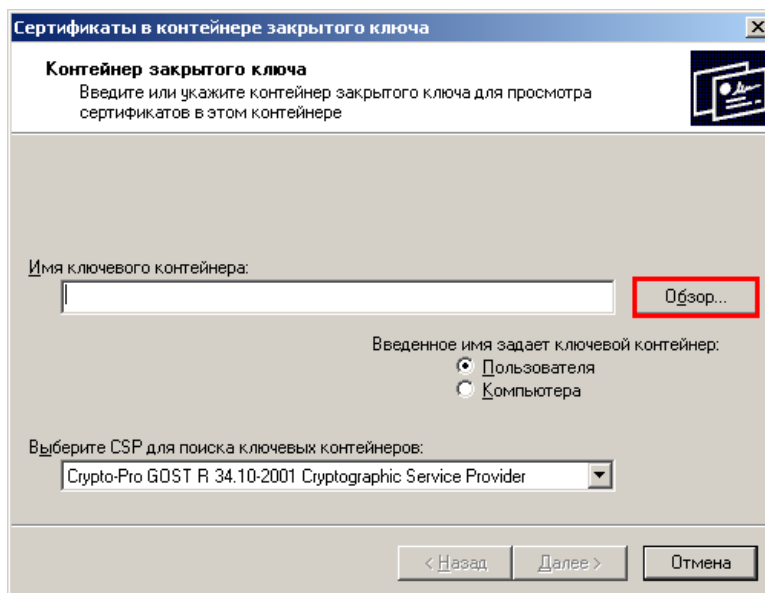 Сертификаты в контейнере закрытого ключа
Контейнер закрытого ключа
Введите или укажите контейнер закрытого ключа для просмотра
сертификатов в этом контейнере
Имя ключевого контейнера:
Обзор...
Введенное имя задает ключевой контейнер:
Пользователя
Компьютера
Выберите CSP для поиска ключевых контейнеров:
Crypto-Pro GOST R 34.10-2001 Cryptographic Service Provider
< Назад
Далее >
Отмена